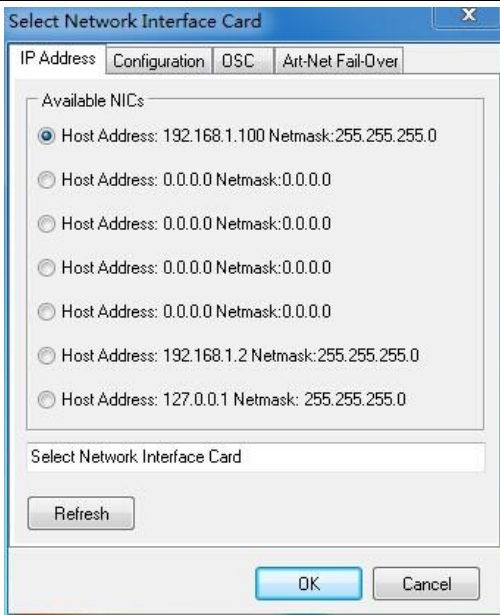 Select Network Interface Card
IP Address Configuration OSC Art-Net Fail-Over
Available NICs
Host Address: 192.168.1.100 Netmask:255.255.255.0
Host Address: 0.0.0.0 Netmask:0.0.0.0
Host Address: 0.0.0.0 Netmask:0.0.0.0
Host Address: 0.0.0.0 Netmask:0.0.0.0
Host Address: 0.0.0.0 Netmask:0.0.0.0
Host Address: 192.168.1.2 Netmask:255.255.255.0
Host Address: 127.0.0.1 Netmask: 255.255.255.0
Select Network Interface Card
Refresh
OK Cancel